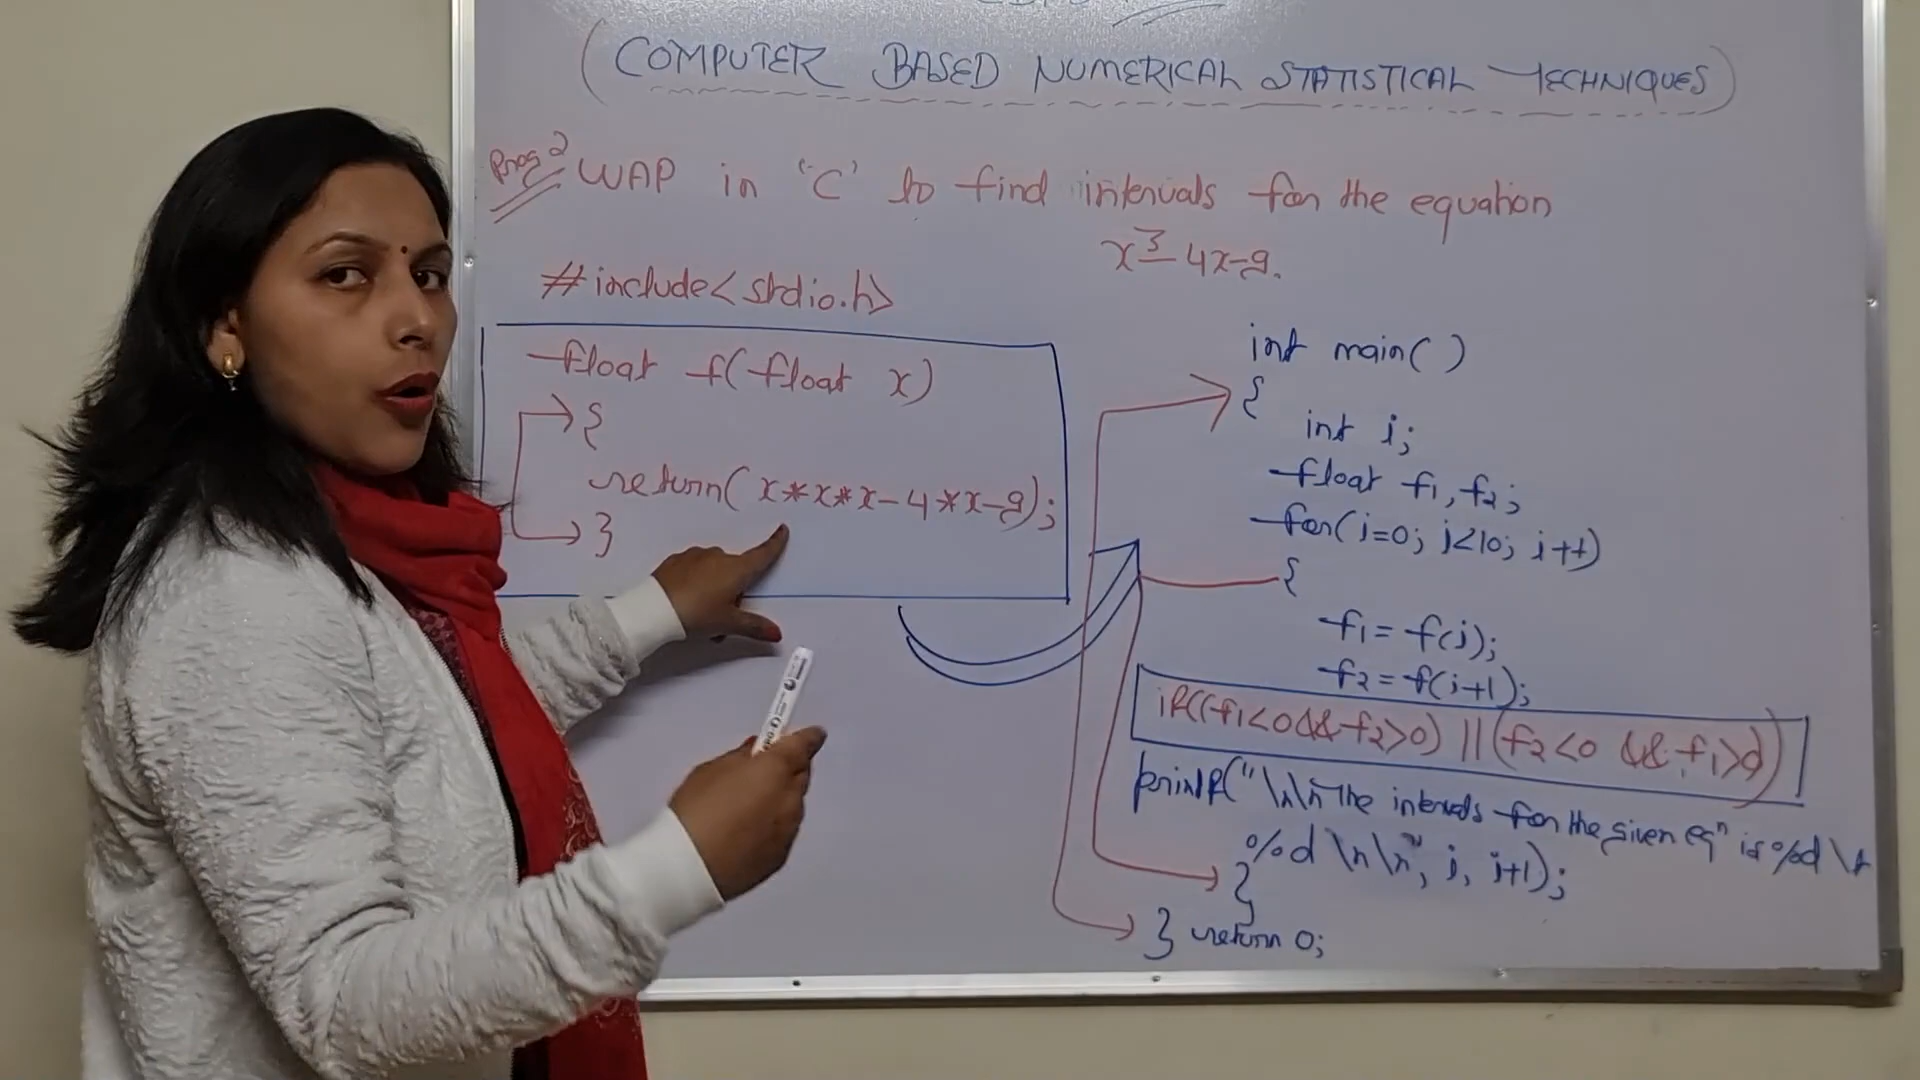 (COMPUTER BASED NUMERICAL STATISTICAL TECHNIQUES)
Prog 2 WAP in 'C' to find intervals for the equation
x³-4x-9.
#include<stdio.h>
float f(float x)
{
return(x*x*x-4*x-9);
}
int main()
{
int i;
float f1, f2;
for(i=0; i<10; i++)
{
f1=f(i);
f2=f(i+1);
if((f1<0&&f2>0)||(f2<0 && f1>0)
printf("\n\n The intervals for the given eqⁿ is %d \t
%d \n\n", i, i+1);
}
} return 0;